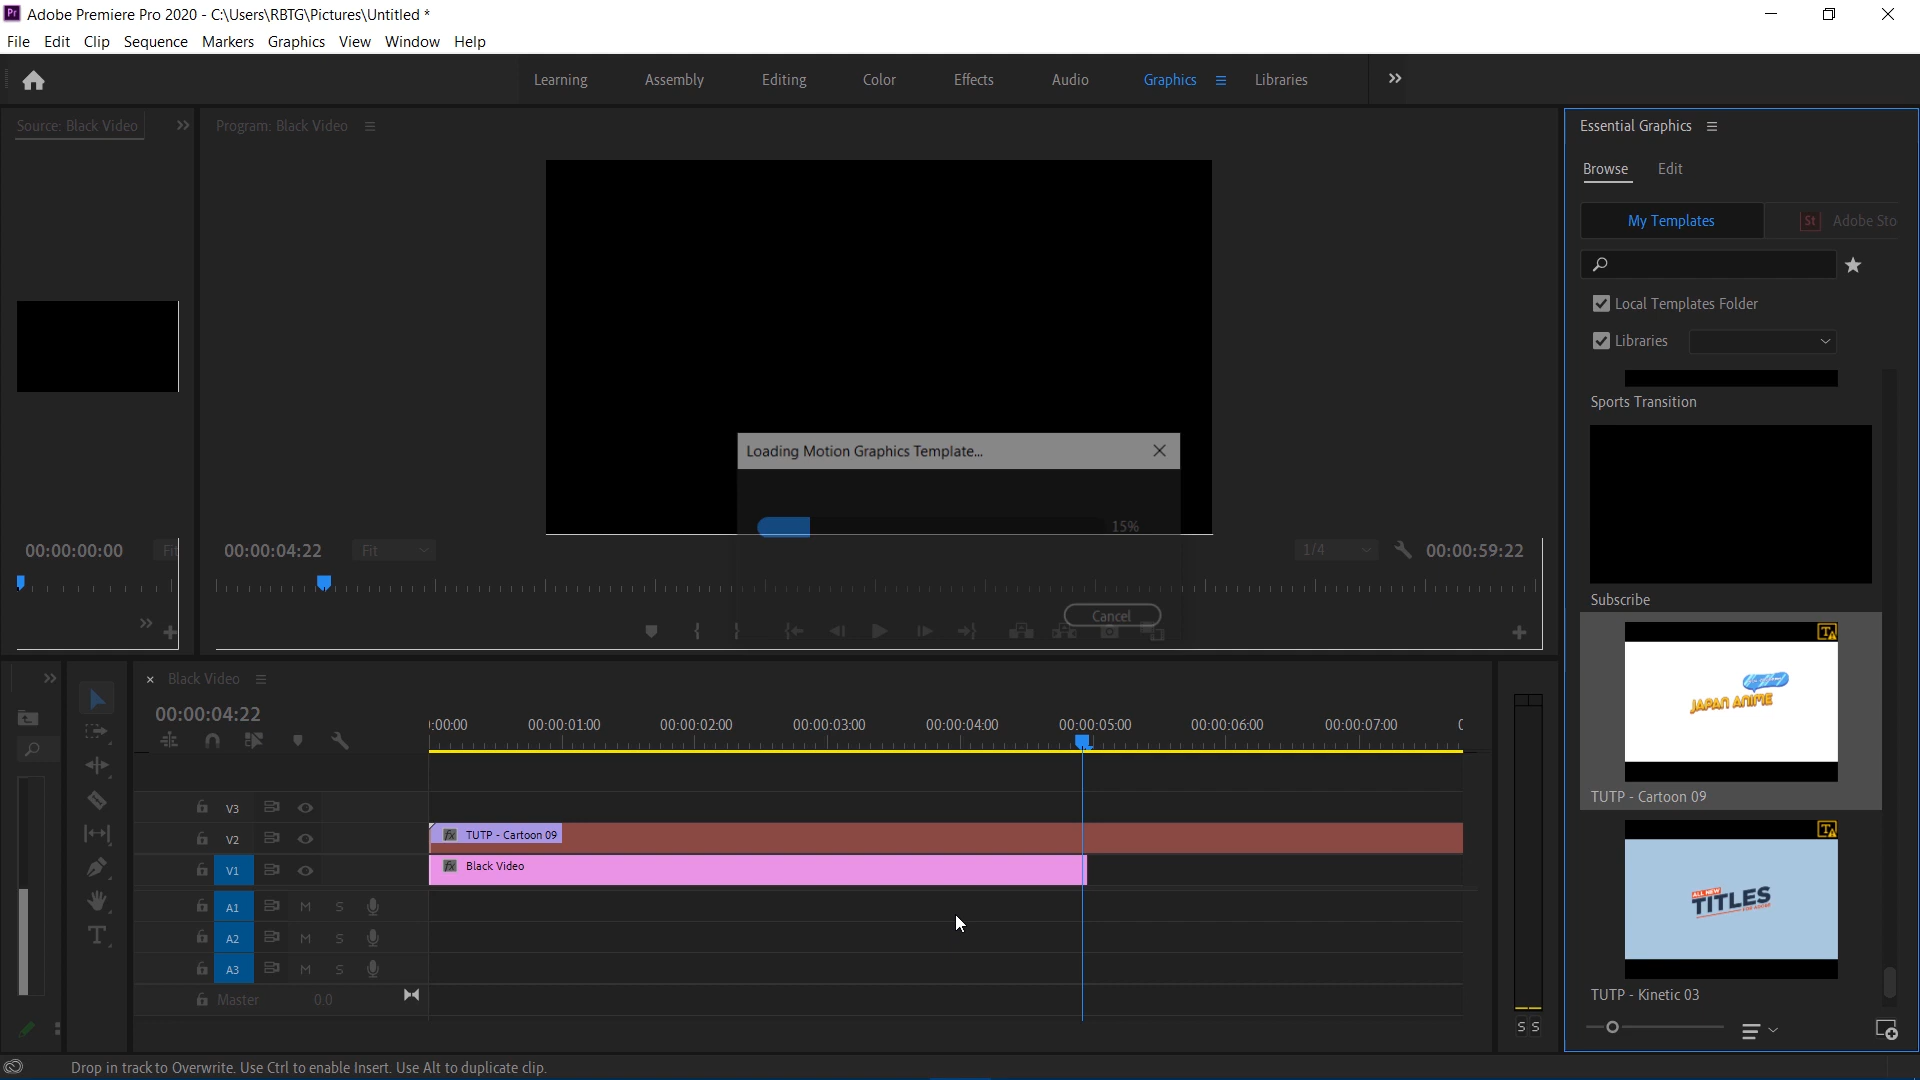 Adobe Premiere Pro 2020 - C:\Users\RBTG\Pictures\Untitled *
File Edit Clip Sequence Markers Graphics View Window Help
Learning Assembly Editing Color Effects Audio Graphics Libraries
Source: Black Video
Program: Black Video
Essential Graphics
Browse Edit
My Templates
St Adobe Sto
Local Templates Folder
Libraries
Sports Transition
Loading Motion Graphics Template...
15%
Cancel
00:00:00:00 Fit
00:00:04:22 Fit
1/4 00:00:59:22
Subscribe
JAPAN ANIME
TUTP - Cartoon 09
ALL NEW
TITLES
TUTP - Kinetic 03
Black Video
00:00:04:22
:00:00 00:00:01:00 00:00:02:00 00:00:03:00 00:00:04:00 00:00:05:00 00:00:06:00 00:00:07:00
V3
V2 fx TUTP - Cartoon 09
V1 fx Black Video
A1 M S
A2 M S
A3 M S
Master 0.0
S S
Drop in track to Overwrite. Use Ctrl to enable Insert. Use Alt to duplicate clip.